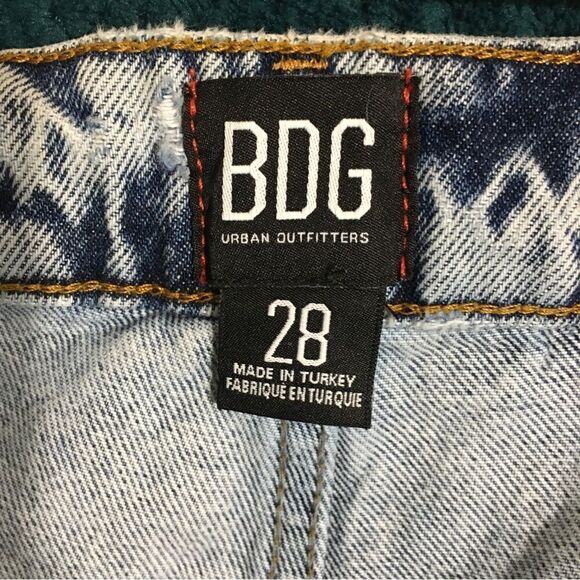 BDG
URBAN OUTFITTERS
28
MADE IN TURKEY
FABRIQUÉ EN TURQUIE